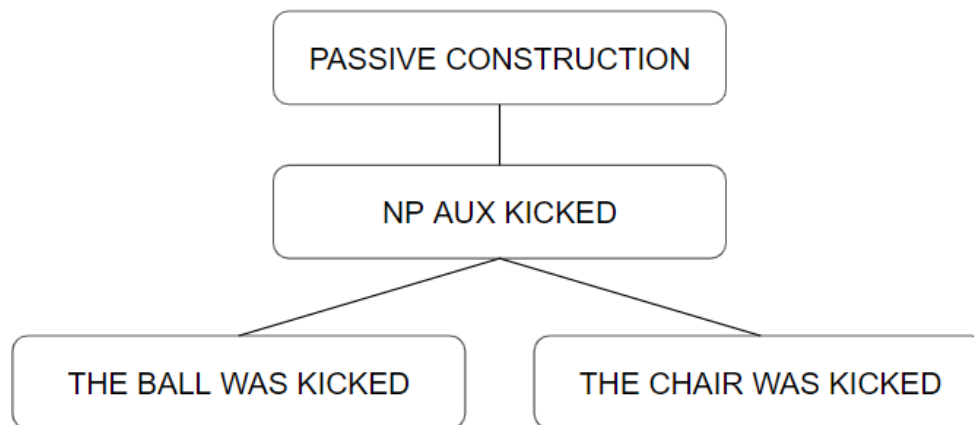 PASSIVE CONSTRUCTION
NP AUX KICKED
THE BALL WAS KICKED
THE CHAIR WAS KICKED